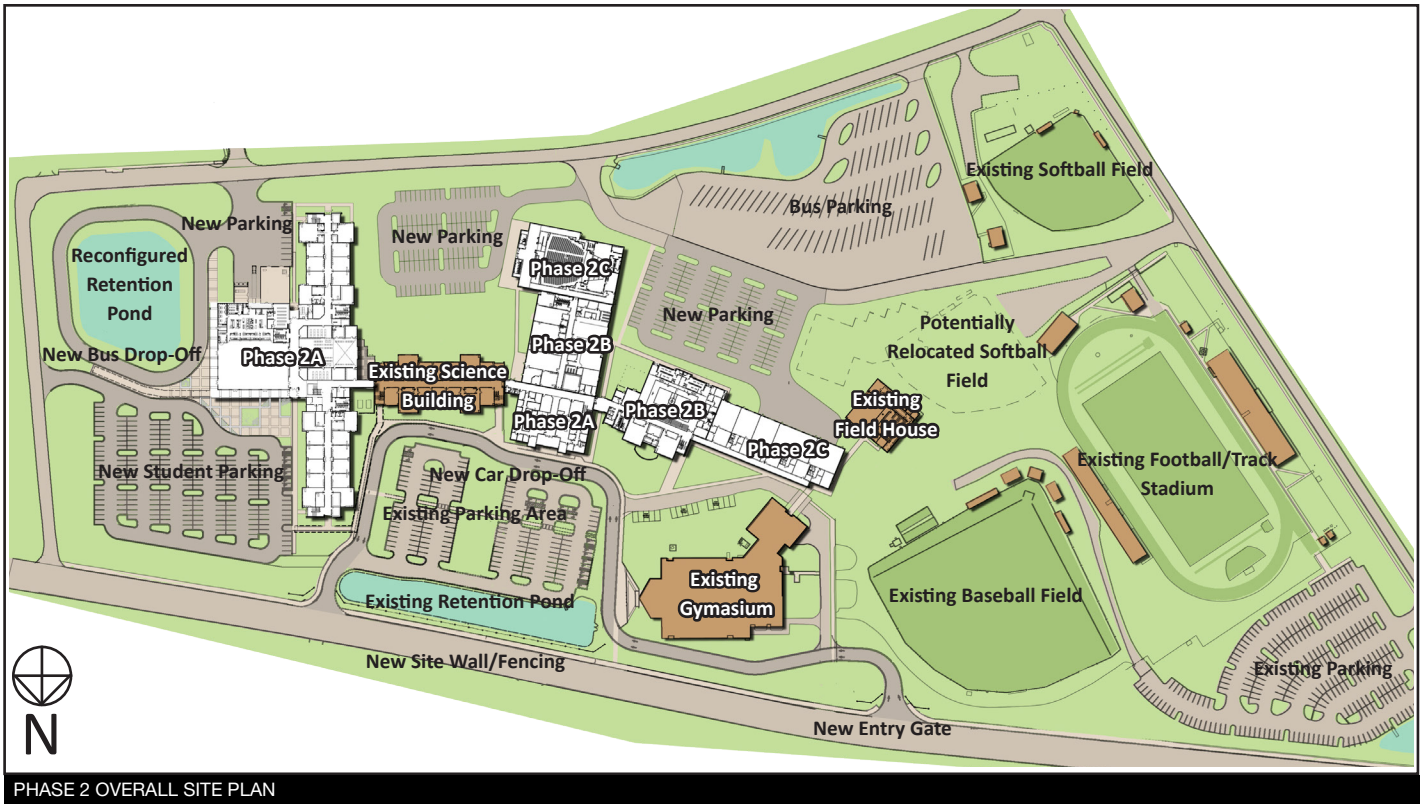 Existing Softball Field
Bus Parking
New Parking
New Parking
Reconfigured
Retention
Pond
Phase 2C
New Parking
Potentially
Relocated Softball
Field
Phase 2B
New Bus Drop-Off
Phase 2A
Existing Science
Building
Phase 2A
Phase 2B
Existing
Field House
Phase 2C
Existing Football/Track
Stadium
New Student Parking
New Car Drop-Off
Existing Parking Area
Existing
Gymasium
Existing Baseball Field
Existing Retention Pond
New Site Wall/Fencing
Existing Parking
New Entry Gate
N
PHASE 2 OVERALL SITE PLAN